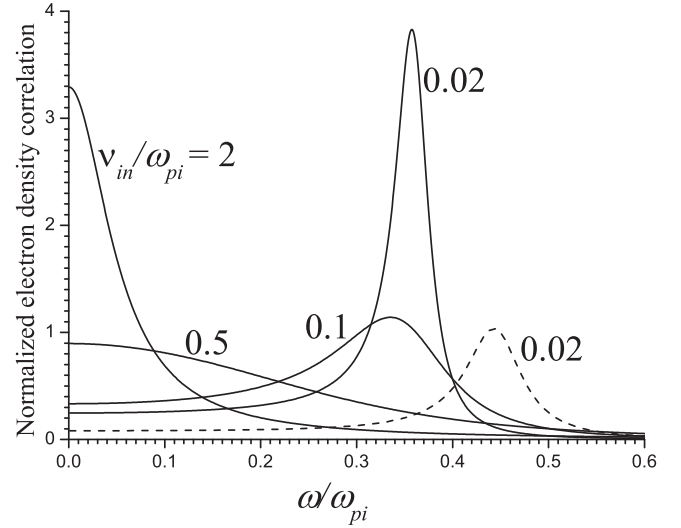 Normalized electron density correlation
4
3
2
1
0
ν_in/ω_pi = 2
0.02
0.1
0.5
0.02
0.0 0.1 0.2 0.3 0.4 0.5 0.6
ω/ω_pi